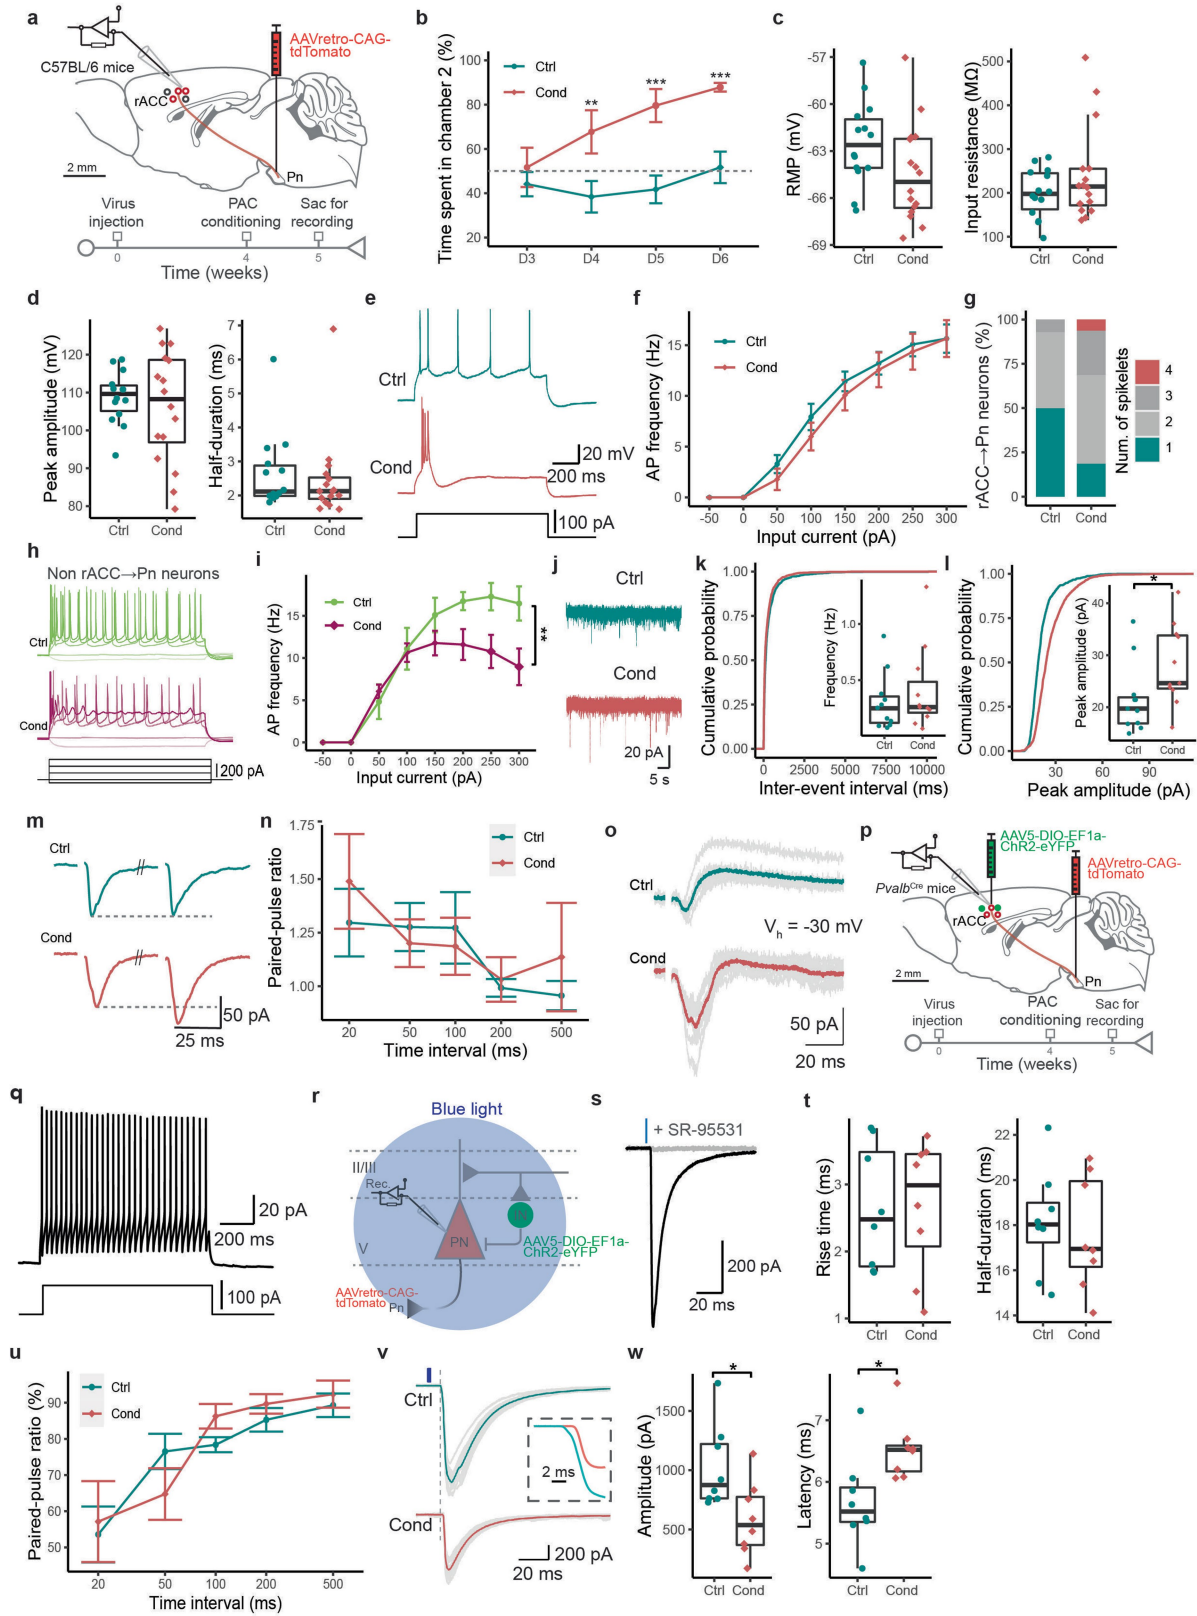 a
AAVretro-CAG-
tdTomato
C57BL/6 mice
rACC
2 mm
Pn
Virus
injection
PAC
conditioning
Sac for
recording
0
4
5
Time (weeks)
b
Time spent in chamber 2 (%)
100
80
60
40
20
Ctrl
Cond
**
***
***
D3
D4
D5
D6
c
RMP (mV)
-57
-60
-63
-66
-69
Ctrl
Cond
Input resistance (MΩ)
500
400
300
200
100
Ctrl
Cond
d
Peak amplitude (mV)
120
100
80
Ctrl
Cond
Half-duration (ms)
7
6
5
4
3
2
Ctrl
Cond
e
Ctrl
Cond
20 mV
200 ms
100 pA
f
AP frequency (Hz)
15
10
5
0
Ctrl
Cond
-50
0
50
100
150
200
250
300
Input current (pA)
g
rACC→Pn neurons (%)
100
75
50
25
0
Ctrl
Cond
Num. of spikelets
4
3
2
1
h
Non rACC→Pn neurons
Ctrl
Cond
200 pA
i
AP frequency (Hz)
15
10
5
0
Ctrl
Cond
**
-50
0
50
100
150
200
250
300
Input current (pA)
j
Ctrl
Cond
20 pA
5 s
k
Cumulative probability
1.00
0.75
0.50
0.25
0.00
Frequency (Hz)
1.0
0.5
Ctrl
Cond
0
2500
5000
7500
10000
Inter-event interval (ms)
l
Cumulative probability
1.00
0.75
0.50
0.25
0.00
Peak amplitude (pA)
40
30
20
*
Ctrl
Cond
30
60
90
Peak amplitude (pA)
m
Ctrl
//
Cond
//
50 pA
25 ms
n
Paired-pulse ratio
1.75
1.50
1.25
1.00
Ctrl
Cond
20
50
100
200
500
Time interval (ms)
o
Ctrl
Vh = -30 mV
Cond
50 pA
20 ms
p
AAV5-DIO-EF1a-
ChR2-eYFP
AAVretro-CAG-
tdTomato
PvalbCre mice
rACC
2 mm
Pn
Virus
injection
PAC
conditioning
Sac for
recording
0
4
5
Time (weeks)
q
20 pA
200 ms
100 pA
r
Blue light
II/III
Rec.
IN
PN
V
AAV5-DIO-EF1a-
ChR2-eYFP
AAVretro-CAG-
tdTomato
Pn
s
+ SR-95531
200 pA
20 ms
t
Rise time (ms)
3
2
1
Ctrl
Cond
Half-duration (ms)
22
20
18
16
14
Ctrl
Cond
u
Paired-pulse ratio (%)
90
80
70
60
50
Ctrl
Cond
20
50
100
200
500
Time interval (ms)
v
Ctrl
2 ms
Cond
200 pA
20 ms
w
Amplitude (pA)
1500
1000
500
*
Ctrl
Cond
Latency (ms)
7
6
5
*
Ctrl
Cond